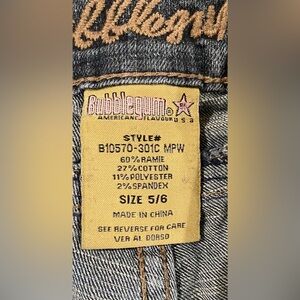 Bubblegum
AMERICAN FLAVOUR U S A
STYLE#
B10570-301C MPW
60% RAMIE
27% COTTON
11% POLYESTER
2% SPANDEX
SIZE 5/6
MADE IN CHINA
SEE REVERSE FOR CARE
VER AL DORSO